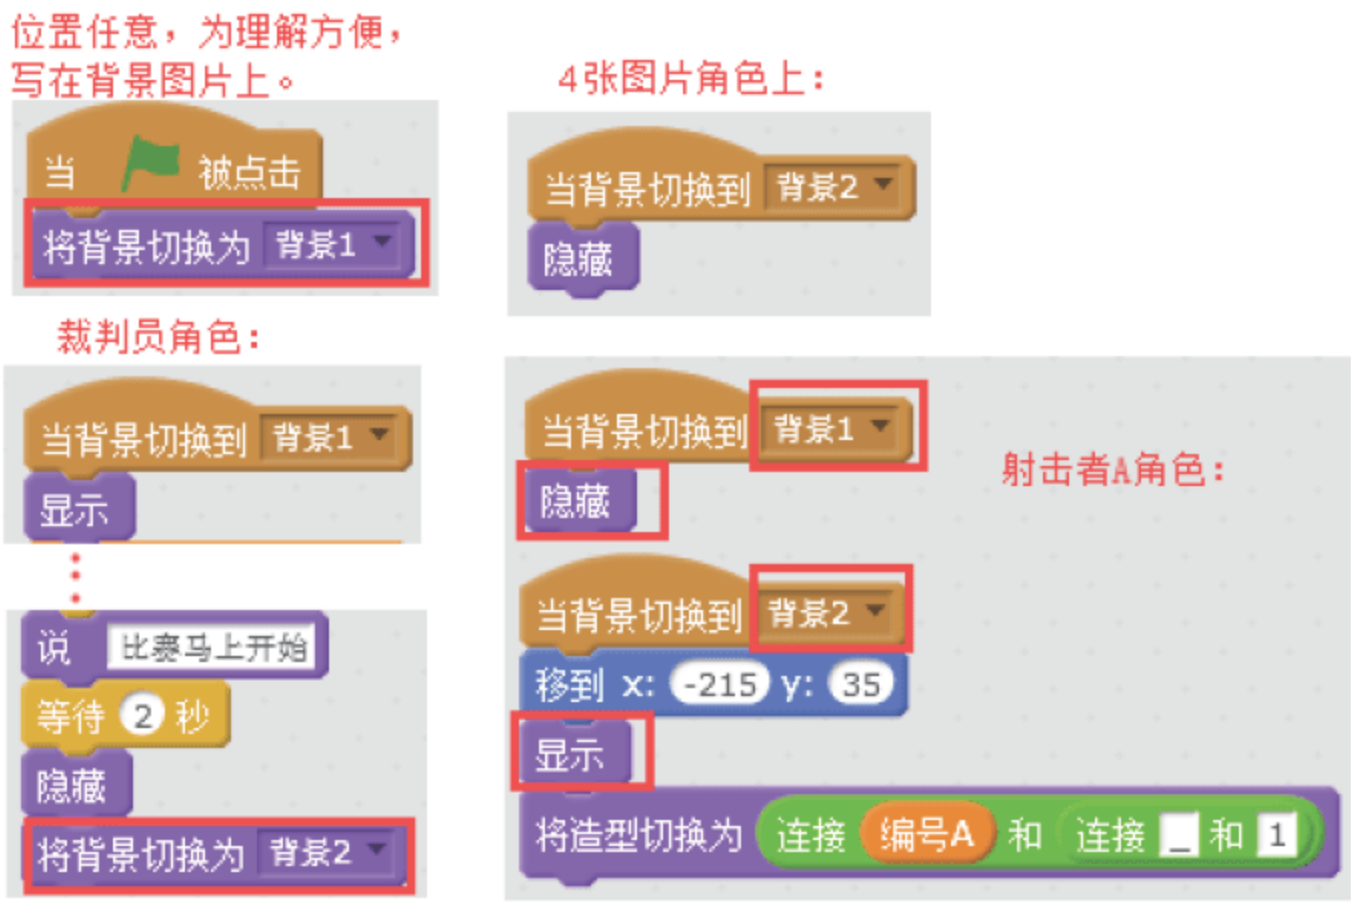 位置任意，为理解方便，
写在背景图片上。
当 被点击
将背景切换为 背景1
裁判员角色：
当背景切换到 背景1
显示
说 比赛马上开始
等待 2 秒
隐藏
将背景切换为 背景2
4张图片角色上：
当背景切换到 背景2
隐藏
射击者A角色：
当背景切换到 背景1
隐藏
当背景切换到 背景2
移到 x: -215 y: 35
显示
将造型切换为 连接 编号A 和 连接 _ 和 1